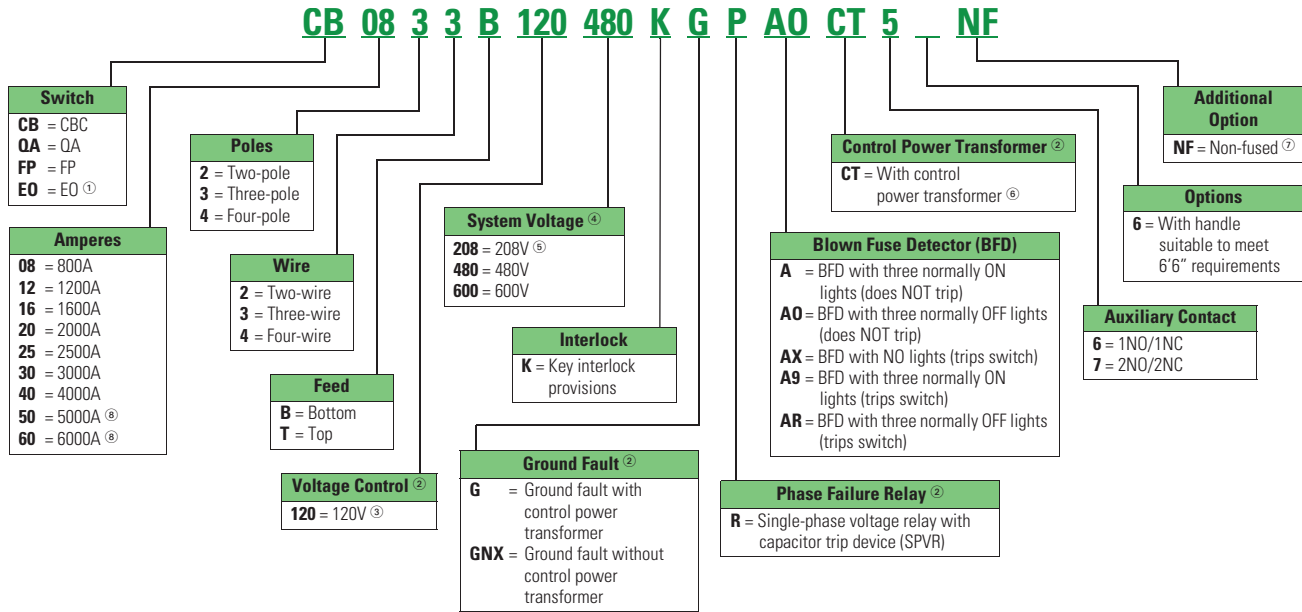 CB 08 3 3 B 120 480 K G P AO CT 5 _ NF
Switch
CB = CBC
QA = QA
FP = FP
EO = EO ①
Amperes
08 = 800A
12 = 1200A
16 = 1600A
20 = 2000A
25 = 2500A
30 = 3000A
40 = 4000A
50 = 5000A ⑧
60 = 6000A ⑧
Poles
2 = Two-pole
3 = Three-pole
4 = Four-pole
Wire
2 = Two-wire
3 = Three-wire
4 = Four-wire
Feed
B = Bottom
T = Top
Voltage Control ②
120 = 120V ③
System Voltage ④
208 = 208V ⑤
480 = 480V
600 = 600V
Interlock
K = Key interlock
provisions
Ground Fault ②
G = Ground fault with
control power
transformer
GNX = Ground fault without
control power
transformer
Phase Failure Relay ②
R = Single-phase voltage relay with
capacitor trip device (SPVR)
Blown Fuse Detector (BFD)
A = BFD with three normally ON
lights (does NOT trip)
AO = BFD with three normally OFF lights
(does NOT trip)
AX = BFD with NO lights (trips switch)
A9 = BFD with three normally ON
lights (trips switch)
AR = BFD with three normally OFF lights
(trips switch)
Control Power Transformer ②
CT = With control
power transformer ⑥
Auxiliary Contact
6 = 1NO/1NC
7 = 2NO/2NC
Options
6 = With handle
suitable to meet
6'6" requirements
Additional
Option
NF = Non-fused ⑦